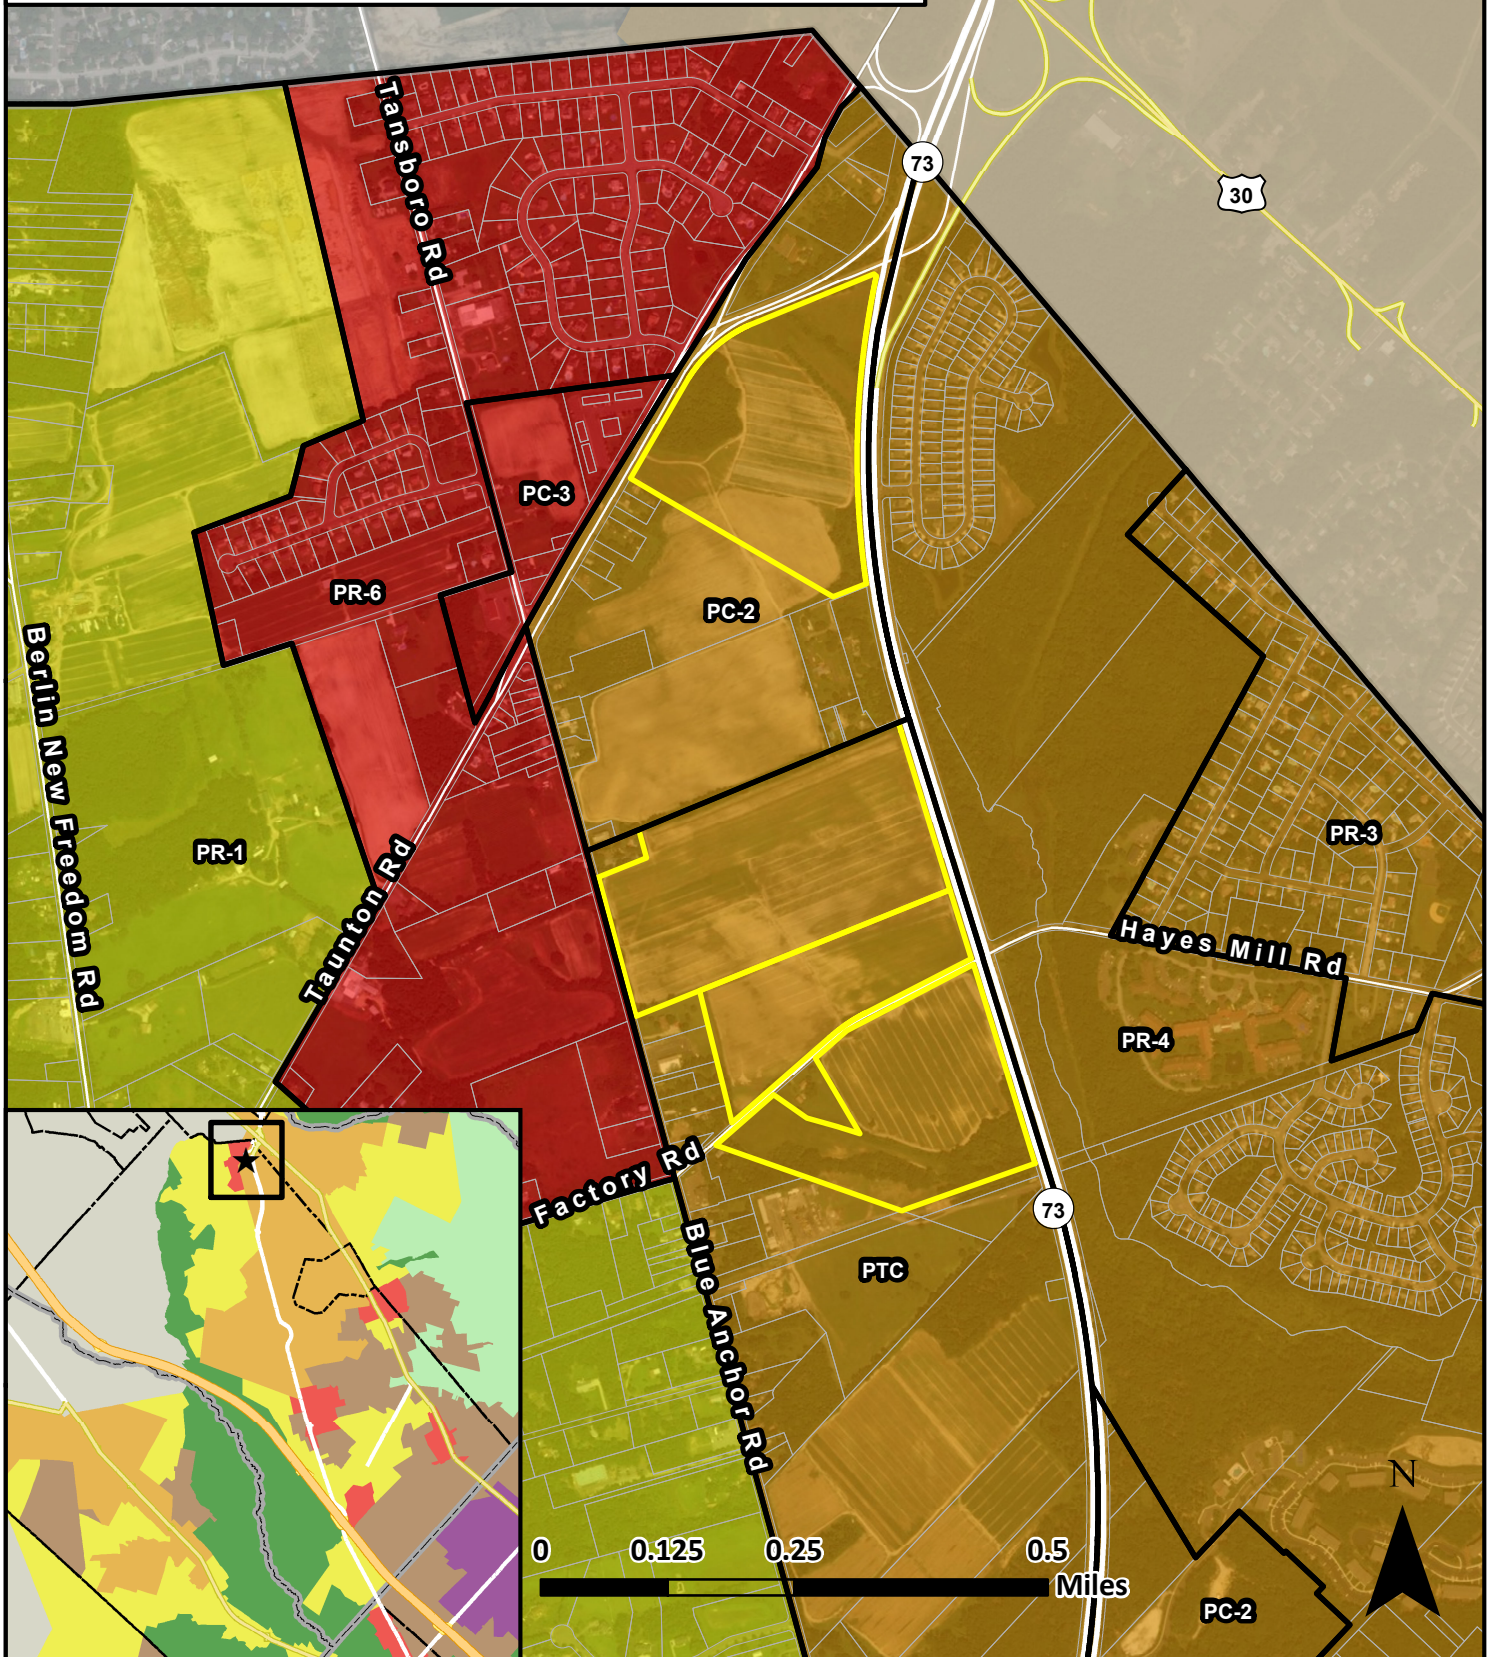 73
30
Tansboro Rd
PC-3
PR-6
PC-2
Berlin New Freedom Rd
PR-1
PR-3
Taunton Rd
Hayes Mill Rd
PR-4
Factory Rd
73
Blue Anchor Rd
PTC
N
0 0.125 0.25 0.5
Miles
PC-2